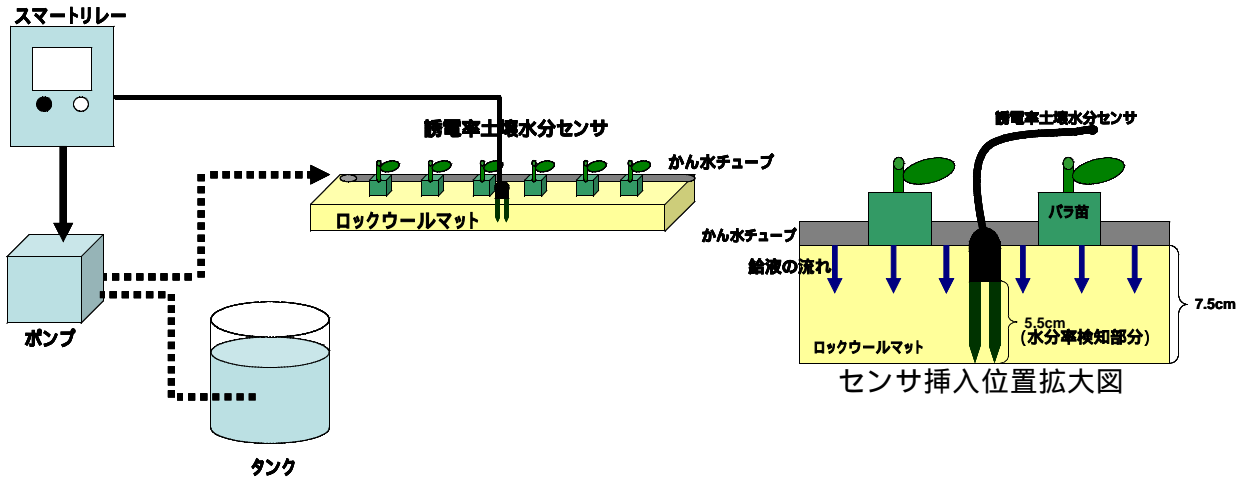 スマートリレー
誘電率土壌水分センサ
かん水チューブ
ロックウールマット
ポンプ
タンク
誘電率土壌水分センサ
バラ苗
かん水チューブ
給液の流れ
7.5cm
5.5cm
(水分率検知部分)
ロックウールマット
センサ挿入位置拡大図